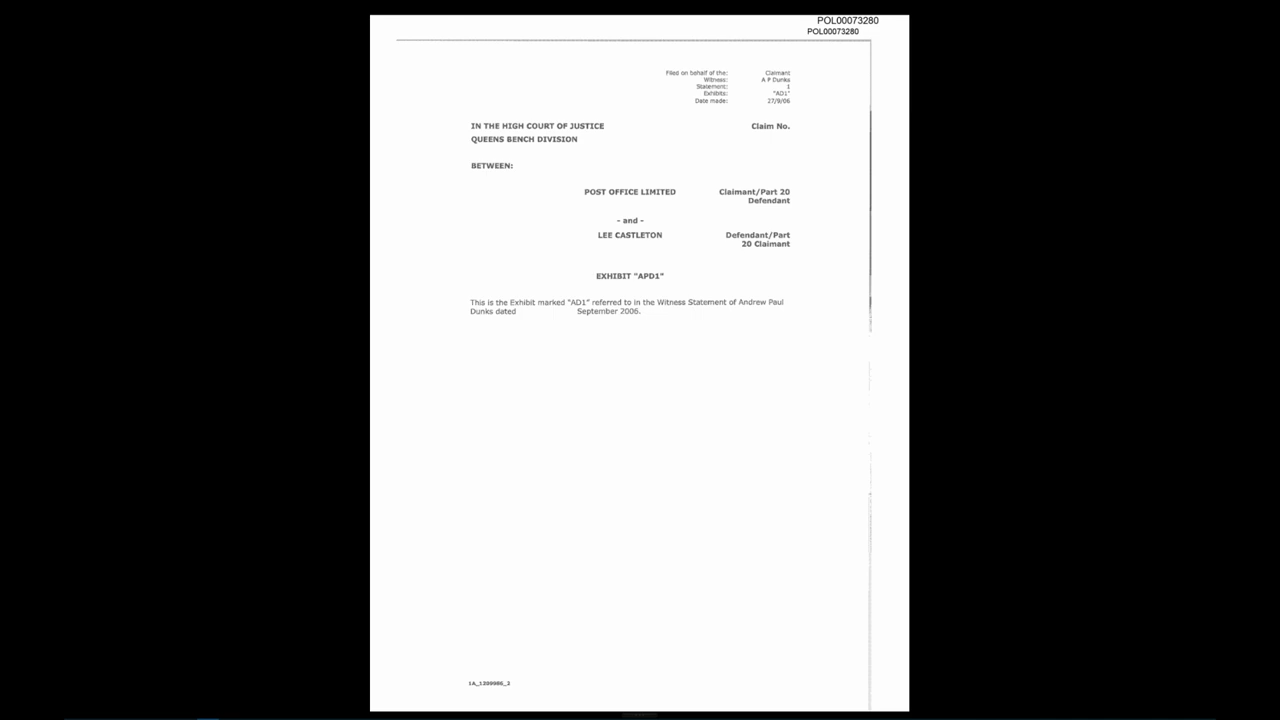 POL00073280
POL00073280
Filed on behalf of the: Claimant
Witness: A P Dunks
Statement: 1
Exhibits: "AD1"
Date made: 27/9/06
IN THE HIGH COURT OF JUSTICE Claim No.
QUEENS BENCH DIVISION
BETWEEN:
POST OFFICE LIMITED Claimant/Part 20
Defendant
- and -
LEE CASTLETON Defendant/Part
20 Claimant
EXHIBIT "APD1"
This is the Exhibit marked "AD1" referred to in the Witness Statement of Andrew Paul
Dunks dated September 2006.
1A_1399986_2